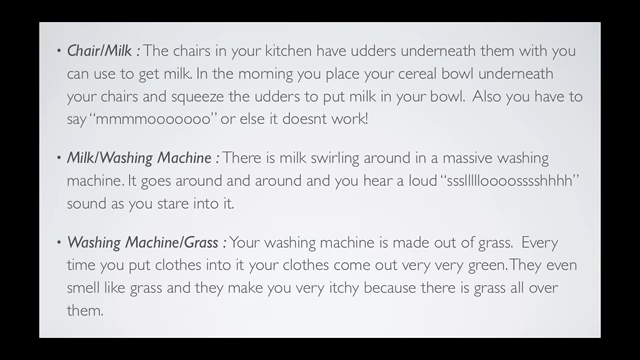 • Chair/Milk : The chairs in your kitchen have udders underneath them with you
can use to get milk. In the morning you place your cereal bowl underneath
your chairs and squeeze the udders to put milk in your bowl. Also you have to
say “mmmmooooooo” or else it doesnt work!
• Milk/Washing Machine : There is milk swirling around in a massive washing
machine. It goes around and around and you hear a loud “ssslllllloooosssshhhh”
sound as you stare into it.
• Washing Machine/Grass : Your washing machine is made out of grass. Every
time you put clothes into it your clothes come out very very green. They even
smell like grass and they make you very itchy because there is grass all over
them.